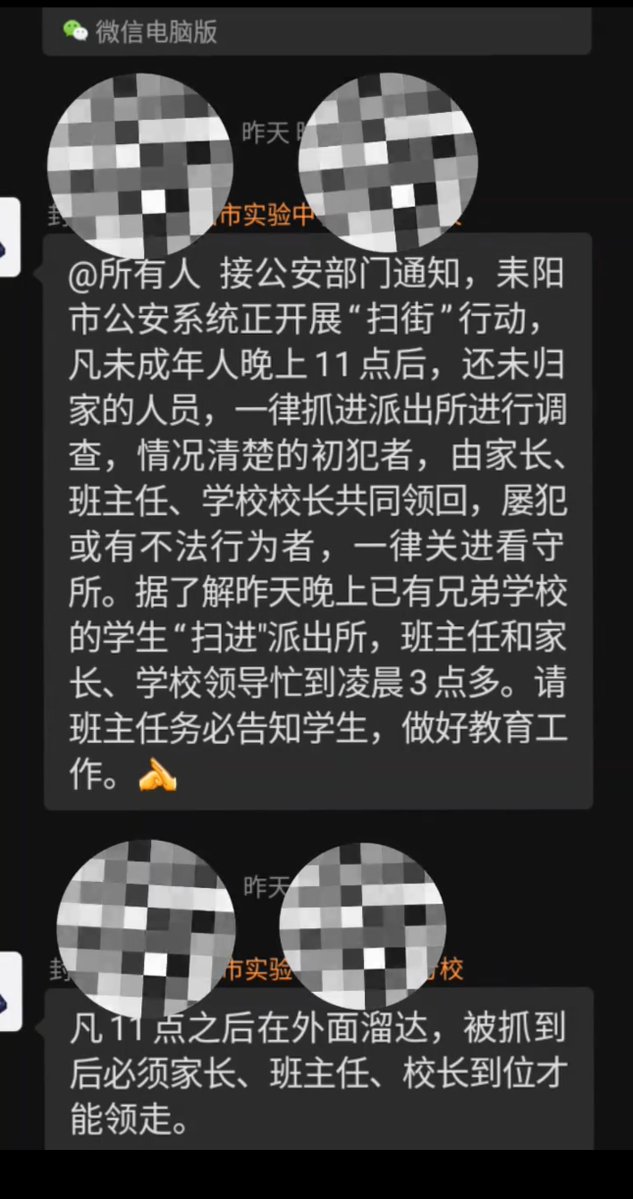 微信电脑版
昨天
封
市实验中
@所有人 接公安部门通知，耒阳
市公安系统正开展“扫街”行动，
凡未成年人晚上11点后，还未归
家的人员，一律抓进派出所进行调
查，情况清楚的初犯者，由家长、
班主任、学校校长共同领回，屡犯
或有不法行为者，一律关进看守
所。据了解昨天晚上已有兄弟学校
的学生“扫进"派出所，班主任和家
长、学校领导忙到凌晨3点多。请
班主任务必告知学生，做好教育工
作。
昨天
封
市实验
校
凡11点之后在外面溜达，被抓到
后必须家长、班主任、校长到位才
能领走。